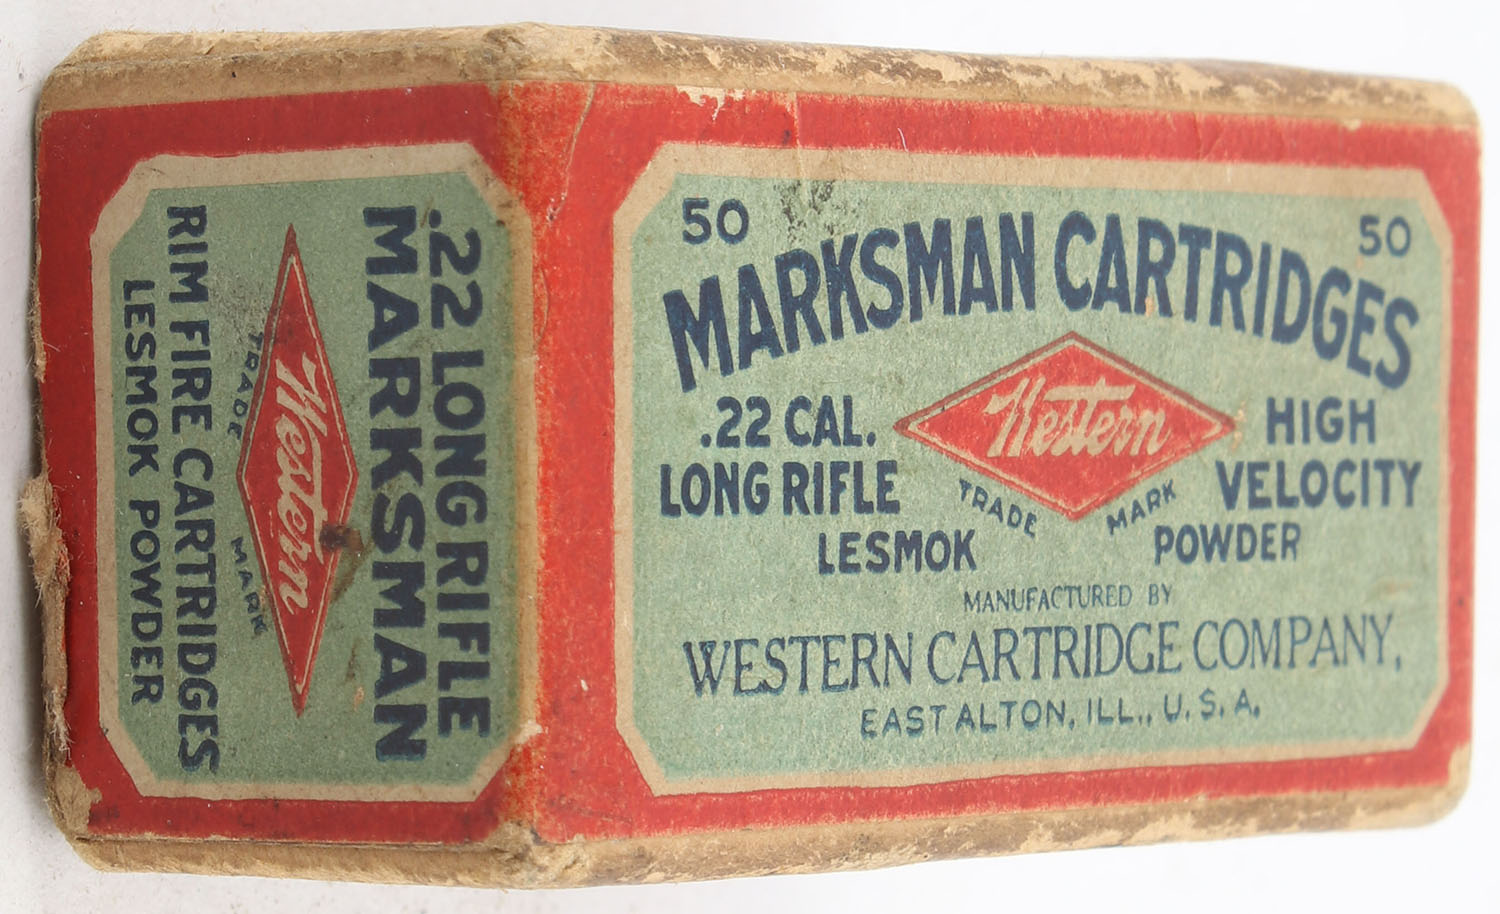 50 50
MARKSMAN CARTRIDGES
.22 CAL. HIGH
LONG RIFLE VELOCITY
Western
TRADE MARK
LESMOK POWDER
MANUFACTURED BY
WESTERN CARTRIDGE COMPANY,
EAST ALTON, ILL., U.S.A.
.22 LONG RIFLE
MARKSMAN
Western
TRADE MARK
RIM FIRE CARTRIDGES
LESMOK POWDER